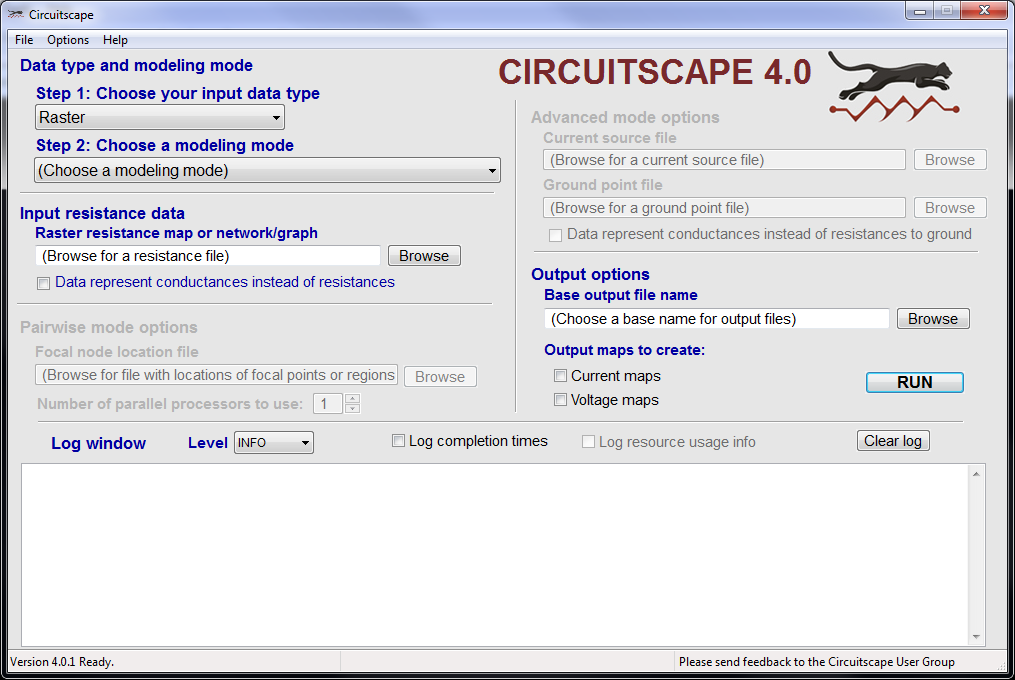 Circuitscape
File Options Help
Data type and modeling mode
Step 1: Choose your input data type
Raster
Step 2: Choose a modeling mode
(Choose a modeling mode)
Input resistance data
Raster resistance map or network/graph
(Browse for a resistance file) Browse
Data represent conductances instead of resistances
Pairwise mode options
Focal node location file
(Browse for file with locations of focal points or regions Browse
Number of parallel processors to use: 1
CIRCUITSCAPE 4.0
Advanced mode options
Current source file
(Browse for a current source file) Browse
Ground point file
(Browse for a ground point file) Browse
Data represent conductances instead of resistances to ground
Output options
Base output file name
(Choose a base name for output files) Browse
Output maps to create:
Current maps
Voltage maps
RUN
Log window Level INFO Log completion times Log resource usage info Clear log
Version 4.0.1 Ready. Please send feedback to the Circuitscape User Group